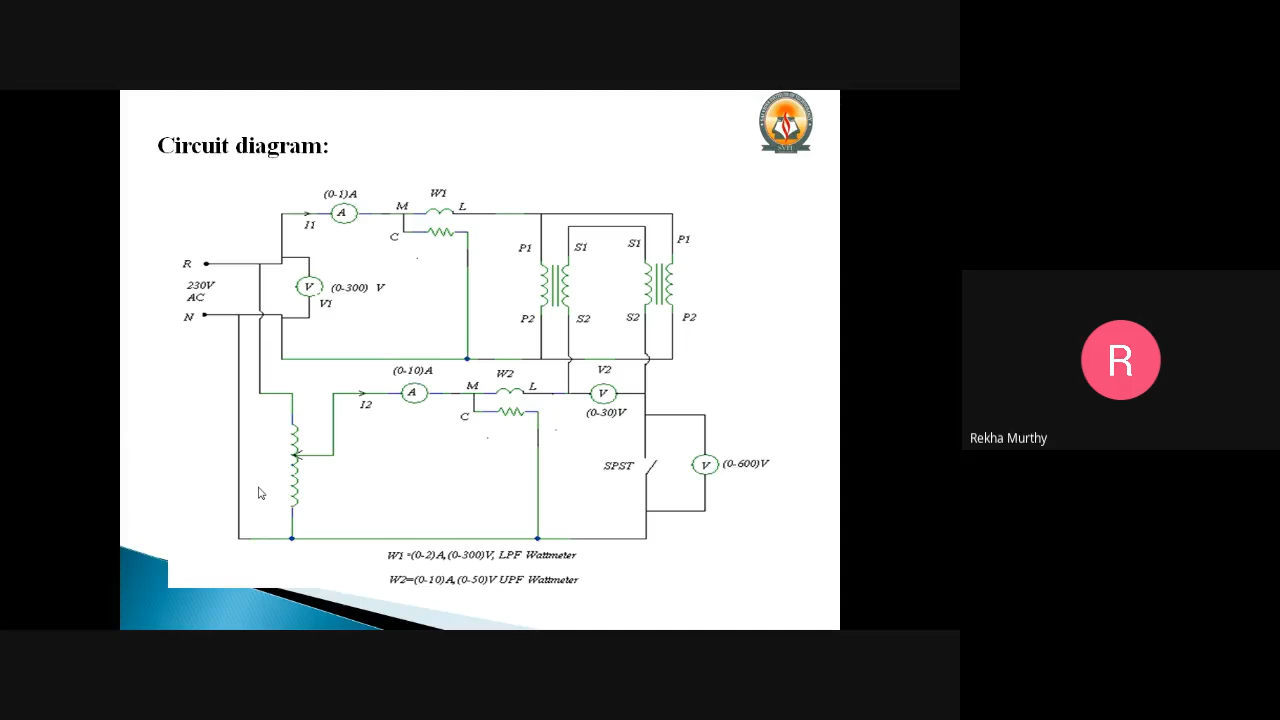 Circuit diagram:
(0-1)A
W1
A
M
L
I1
C
P1
S1
S1
P1
R
230V
AC
V
(0-300) V
V1
N
P2
S2
S2
P2
(0-10)A
W2
V2
A
M
L
V
I2
C
(0-30)V
SPST
V
(0-600)V
W1 =(0-2)A,(0-300)V, LPF Wattmeter
W2=(0-10)A,(0-50)V UPF Wattmeter
R
Rekha Murthy